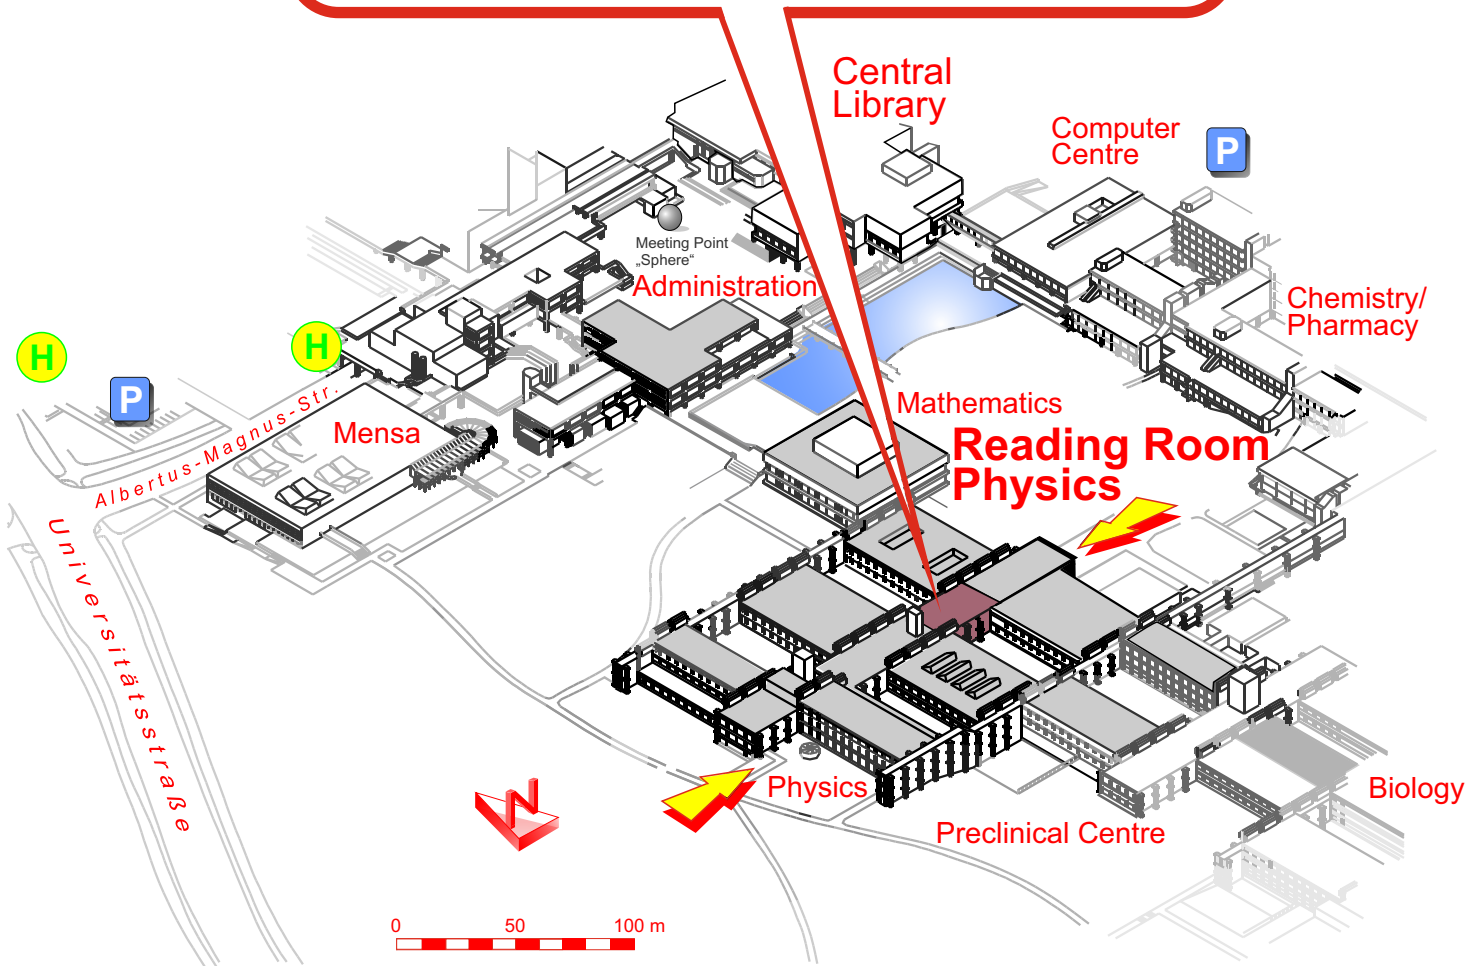 Central
Library
Computer
Centre
P
Meeting Point
„Sphere“
Administration
Chemistry/
Pharmacy
H
H
P
Albertus-Magnus-Str.
Mensa
Mathematics
Reading Room
Physics
Universitätsstraße
N
Physics
Biology
Preclinical Centre
0 50 100 m